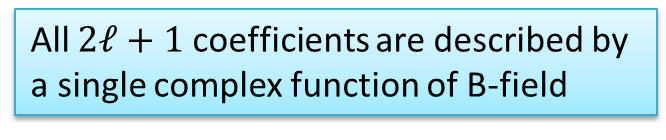 All 2ℓ + 1 coefficients are described by
a single complex function of B-field